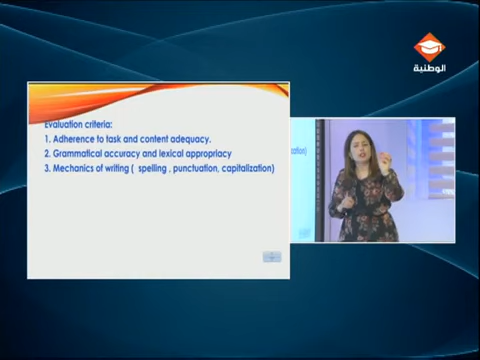 الوطنية
Evaluation criteria:
1. Adherence to task and content adequacy.
2. Grammatical accuracy and lexical appropriacy
3. Mechanics of writing ( spelling , punctuation, capitalization)